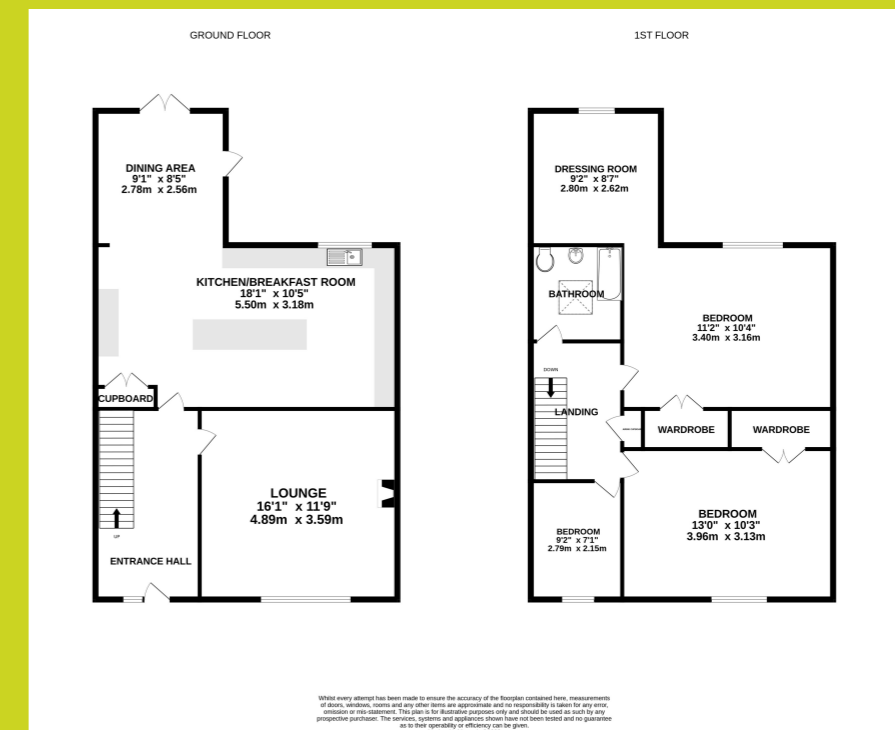 GROUND FLOOR
1ST FLOOR
DINING AREA
9'1" x 8'5"
2.78m x 2.56m
KITCHEN/BREAKFAST ROOM
18'1" x 10'5"
5.50m x 3.18m
CUPBOARD
LOUNGE
16'1" x 11'9"
4.89m x 3.59m
UP
ENTRANCE HALL
DRESSING ROOM
9'2" x 8'7"
2.80m x 2.62m
BATHROOM
BEDROOM
11'2" x 10'4"
3.40m x 3.16m
DOWN
LANDING
WARDROBE
WARDROBE
BEDROOM
13'0" x 10'3"
3.96m x 3.13m
BEDROOM
9'2" x 7'1"
2.79m x 2.15m
Whilst every attempt has been made to ensure the accuracy of the floorplan contained here, measurements
of doors, windows, rooms and any other items are approximate and no responsibility is taken for any error,
omission or mis-statement. This plan is for illustrative purposes only and should be used as such by any
prospective purchaser. The services, systems and appliances shown have not been tested and no guarantee
as to their operability or efficiency can be given.